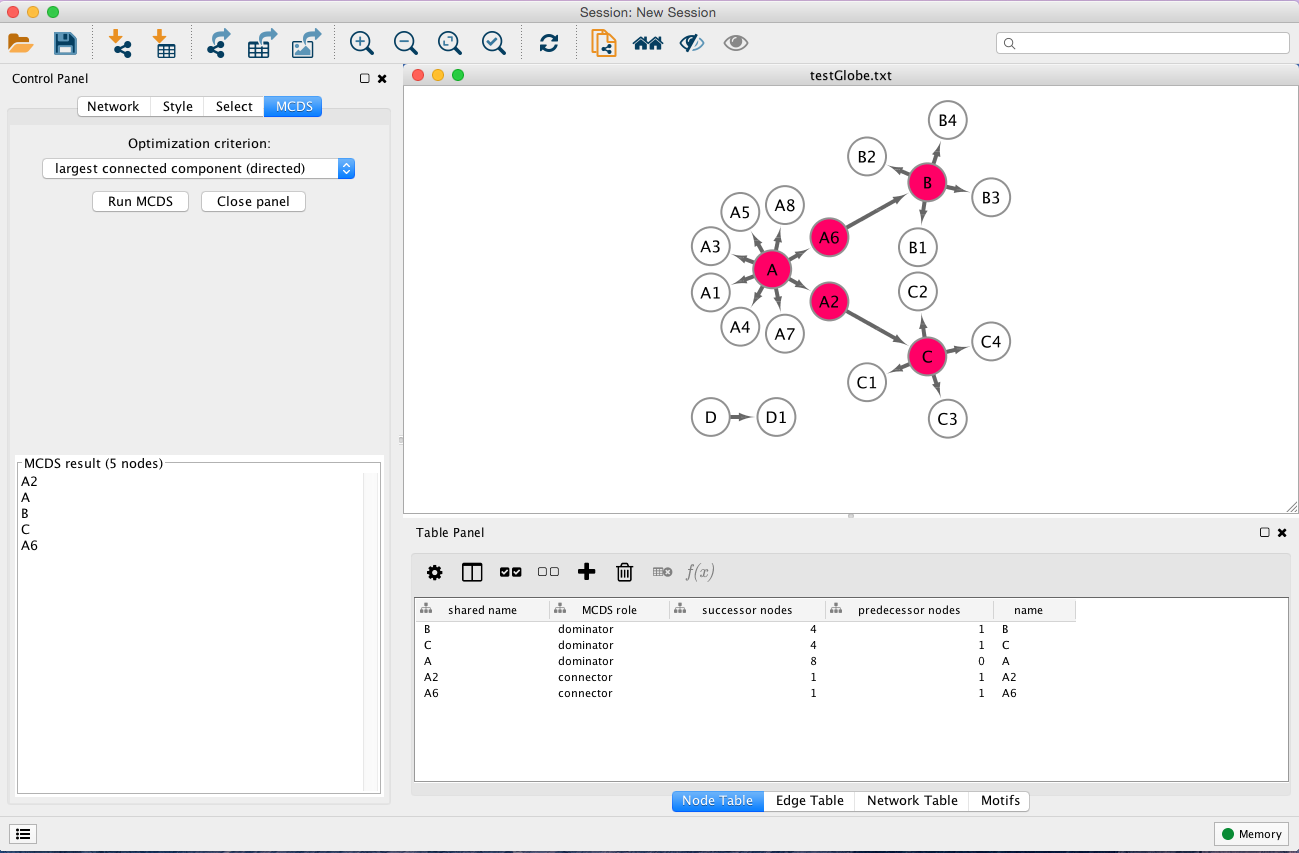 Session: New Session
Control Panel
Network Style Select MCDS
Optimization criterion:
largest connected component (directed)
Run MCDS Close panel
MCDS result (5 nodes)
A2
A
B
C
A6
testGlobe.txt
B4
B2
B
B3
A8
A5
A6
A3
B1
A
A1
C2
A2
A4
A7
C4
C
C1
D
D1
C3
Table Panel
f(x)
shared name MCDS role successor nodes predecessor nodes name
B dominator 4 1 B
C dominator 4 1 C
A dominator 8 0 A
A2 connector 1 1 A2
A6 connector 1 1 A6
Node Table Edge Table Network Table Motifs
Memory